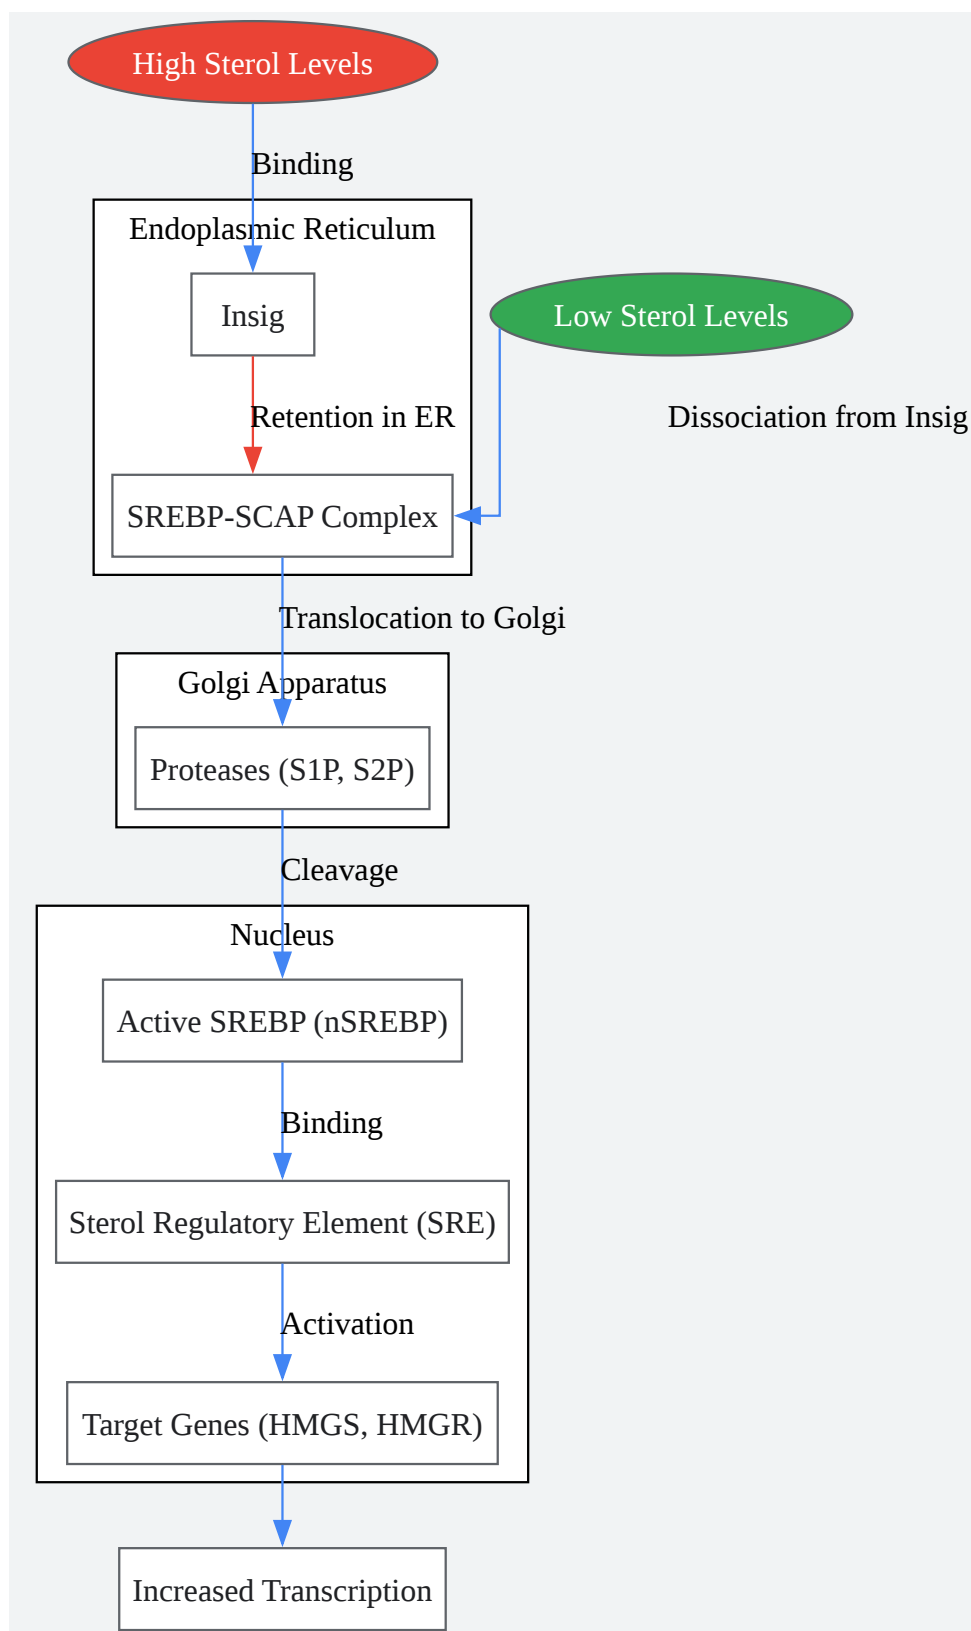 High Sterol Levels
Binding
Endoplasmic Reticulum
Insig
Low Sterol Levels
Retention in ER
Dissociation from Insig
SREBP-SCAP Complex
Translocation to Golgi
Golgi Apparatus
Proteases (S1P, S2P)
Cleavage
Nucleus
Active SREBP (nSREBP)
Binding
Sterol Regulatory Element (SRE)
Activation
Target Genes (HMGS, HMGR)
Increased Transcription